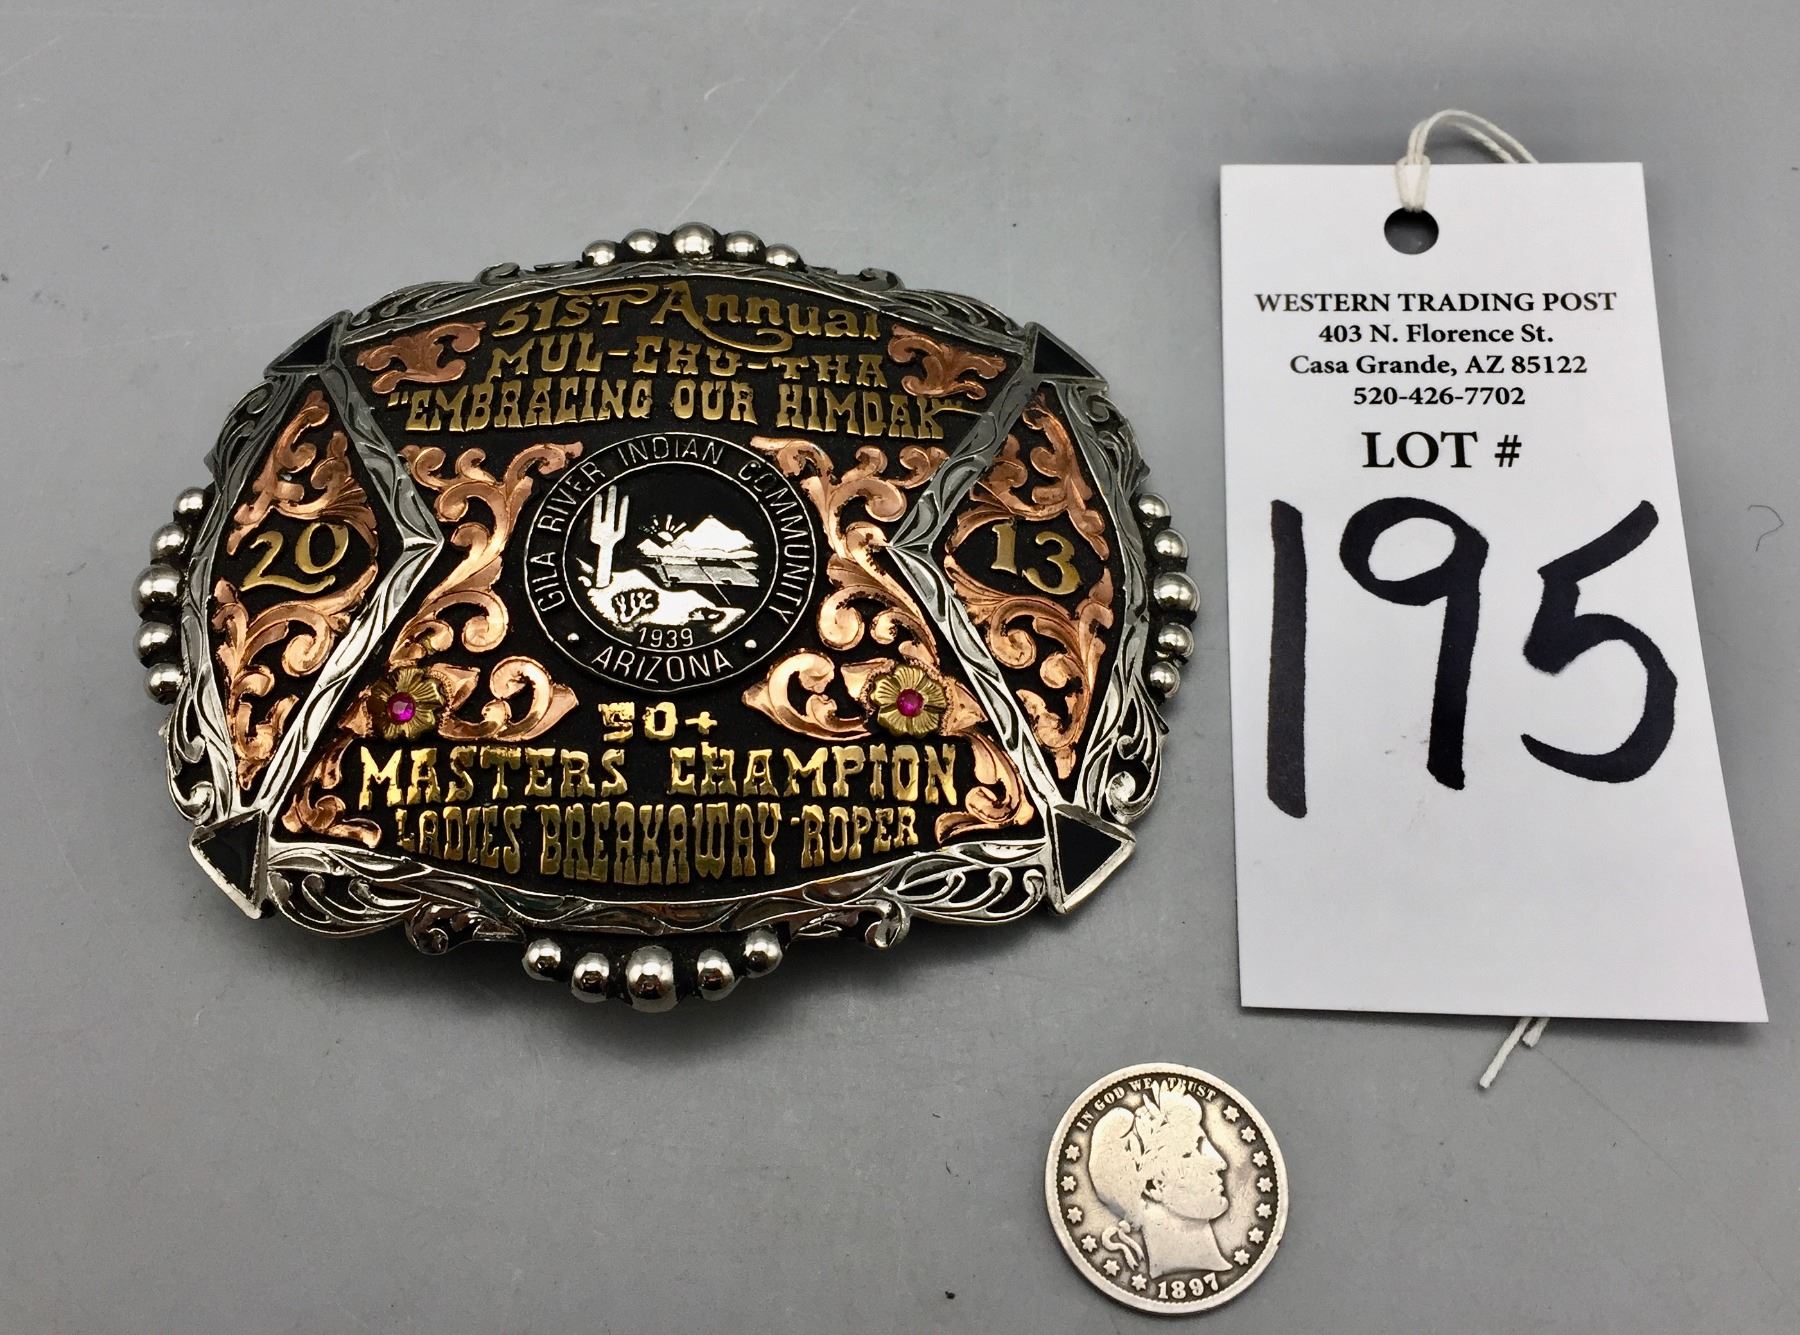 51ST Annual
MUL-CHU-THA
"EMBRACING OUR HIMDAK"
20 13
GILA RIVER INDIAN COMMUNITY
1939
• ARIZONA •
50+
MASTERS CHAMPION
LADIES BREAKAWAY ROPER
WESTERN TRADING POST
403 N. Florence St.
Casa Grande, AZ 85122
520-426-7702
LOT #
195
IN GOD WE TRUST
1897